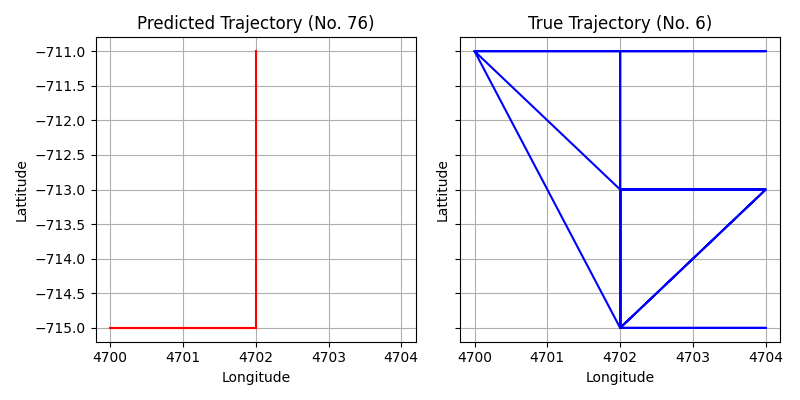 Predicted Trajectory (No. 76)
True Trajectory (No. 6)
Lattitude
−711.0
−711.5
−712.0
−712.5
−713.0
−713.5
−714.0
−714.5
−715.0
4700 4701 4702 4703 4704
Longitude
Lattitude
4700 4701 4702 4703 4704
Longitude